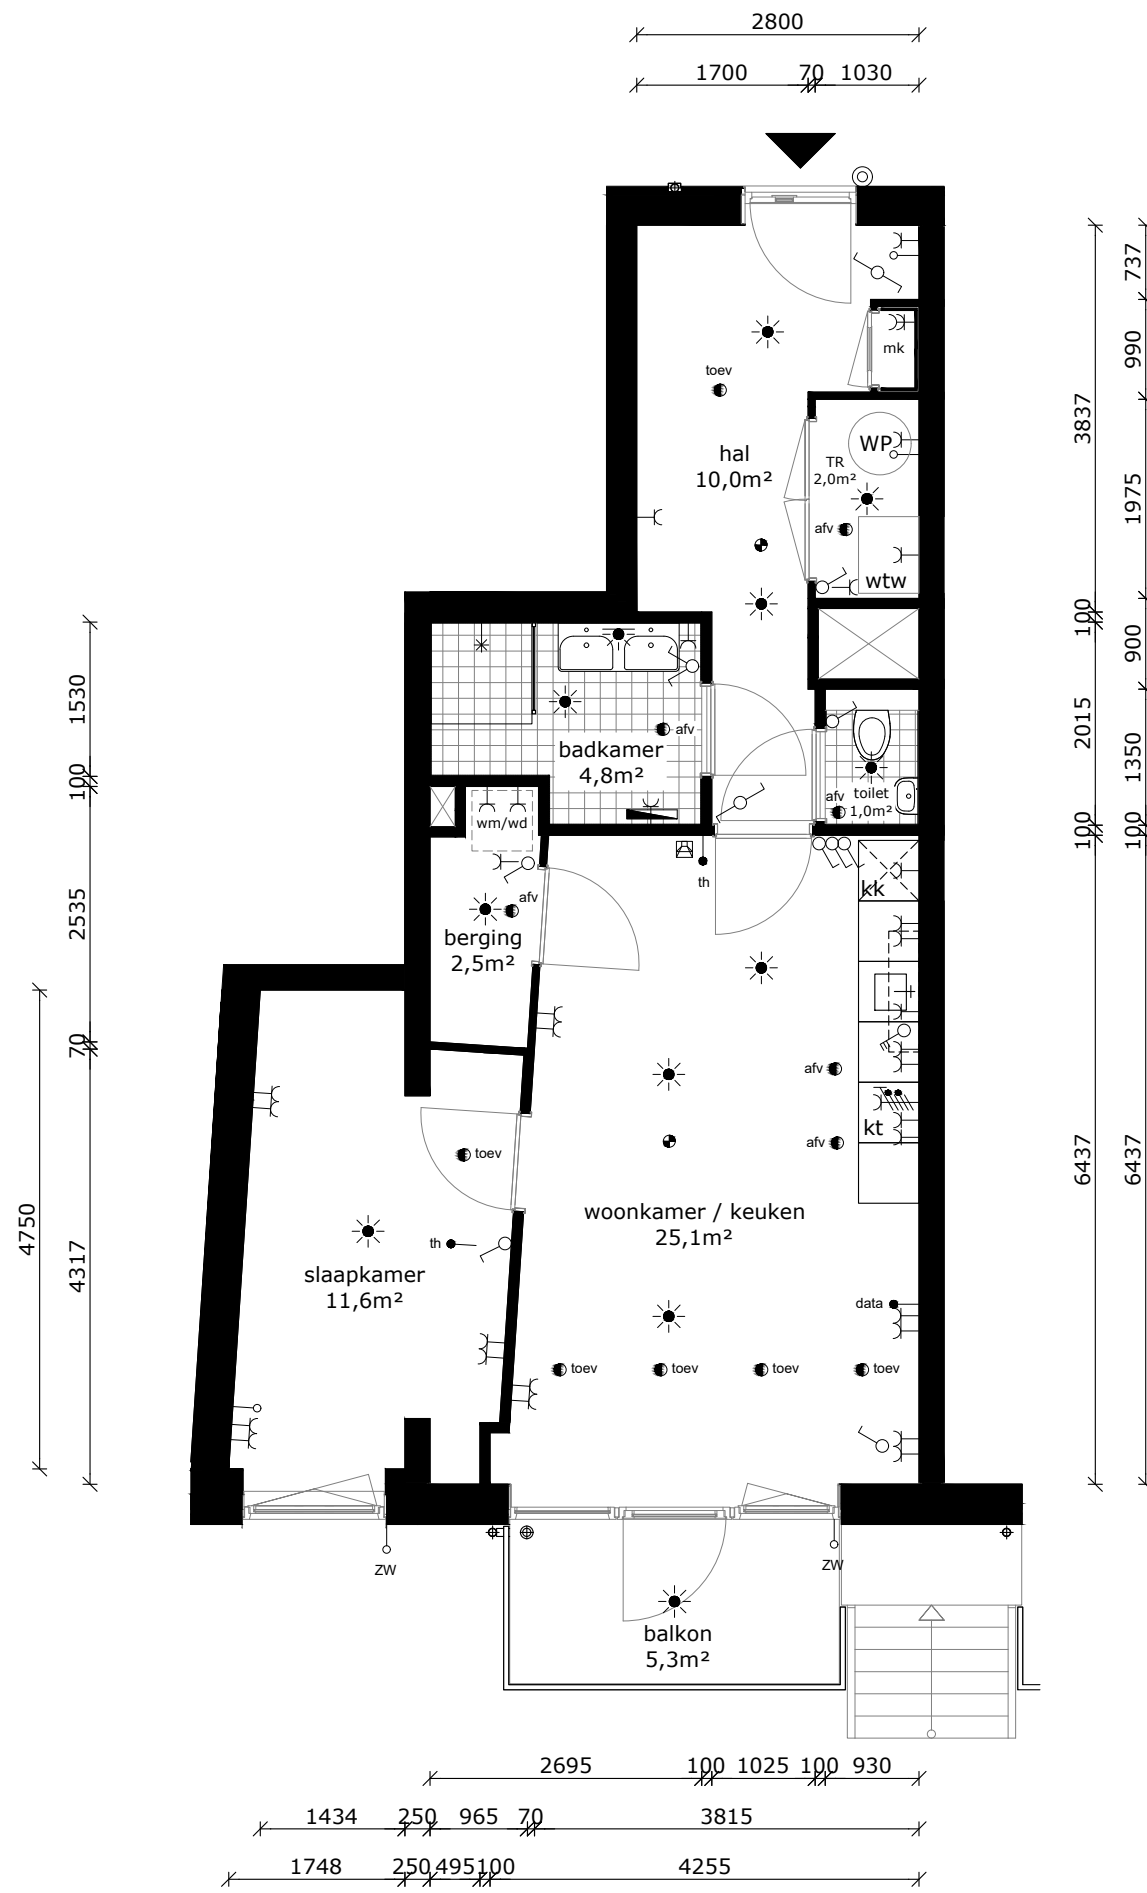 2800
1700 70 1030
737
990
mk
toev
3837
hal
10,0m²
WP
TR
2,0m²
1975
afv
wtw
100
900
1530
2015
afv
badkamer
4,8m²
1350
100
afv
toilet
1,0m²
wm/wd
100
100
th
kk
2535
afv
berging
2,5m²
70
afv
toev
afv
kt
6437
6437
4750
woonkamer / keuken
25,1m²
4317
th
slaapkamer
11,6m²
data
toev
toev
toev
toev
ZW
ZW
balkon
5,3m²
2695 100 1025 100 930
1434 250 965 70 3815
1748 250 495 100 4255